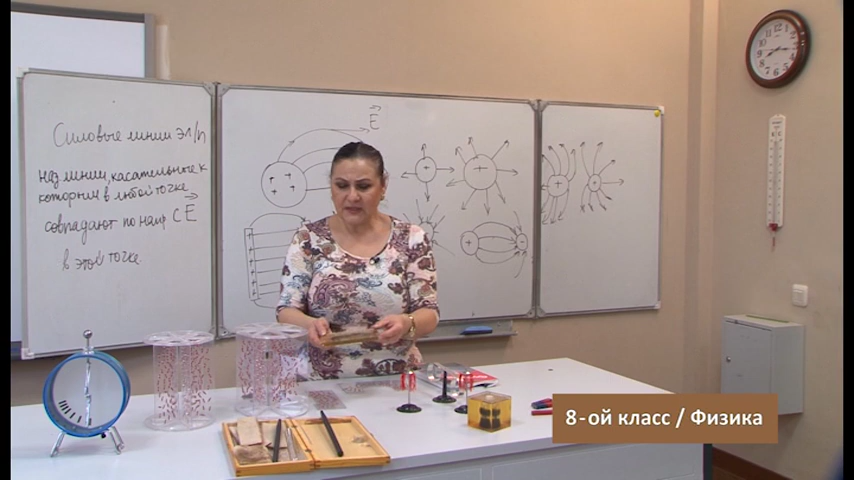 Силовые линии эл/п
наз линии, касательные к
которым в любой точке
совпадают по напр с E
в этой точке.
E
8-ой класс / Физика